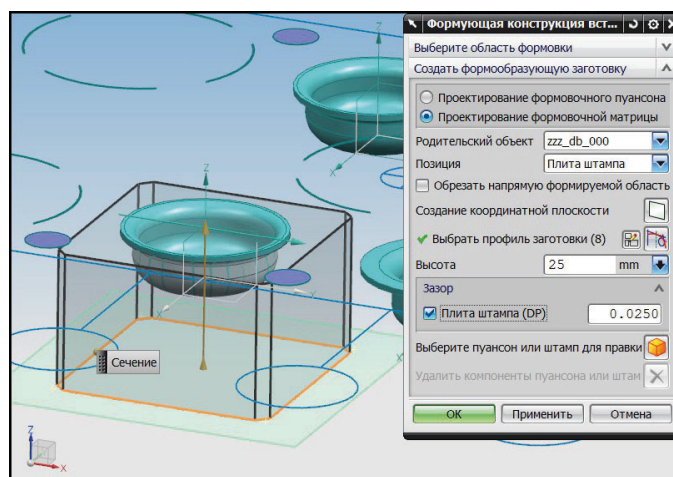 Формующая конструкция вст...
Выберите область формовки
Создать формообразующую заготовку
Проектирование формовочного пуансона
Проектирование формовочной матрицы
Родительский объект zzz_db_000
Позиция Плита штампа
Обрезать напрямую формируемой область
Создание координатной плоскости
Выбрать профиль заготовки (8)
Высота 25 mm
Зазор
Плита штампа (DP) 0.0250
Выберите пуансон или штамп для правки
Удалить компоненты пуансона или штам
ОК Применить Отмена
Z
X
Z
Y
X
Сечение
Z
X